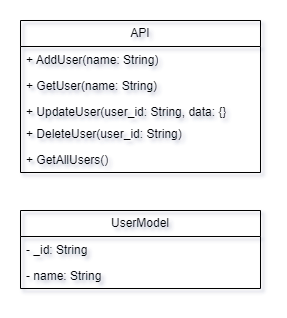 API
+ AddUser(name: String)
+ GetUser(name: String)
+ UpdateUser(user_id: String, data: {}
+ DeleteUser(user_id: String)
+ GetAllUsers()
UserModel
- _id: String
- name: String